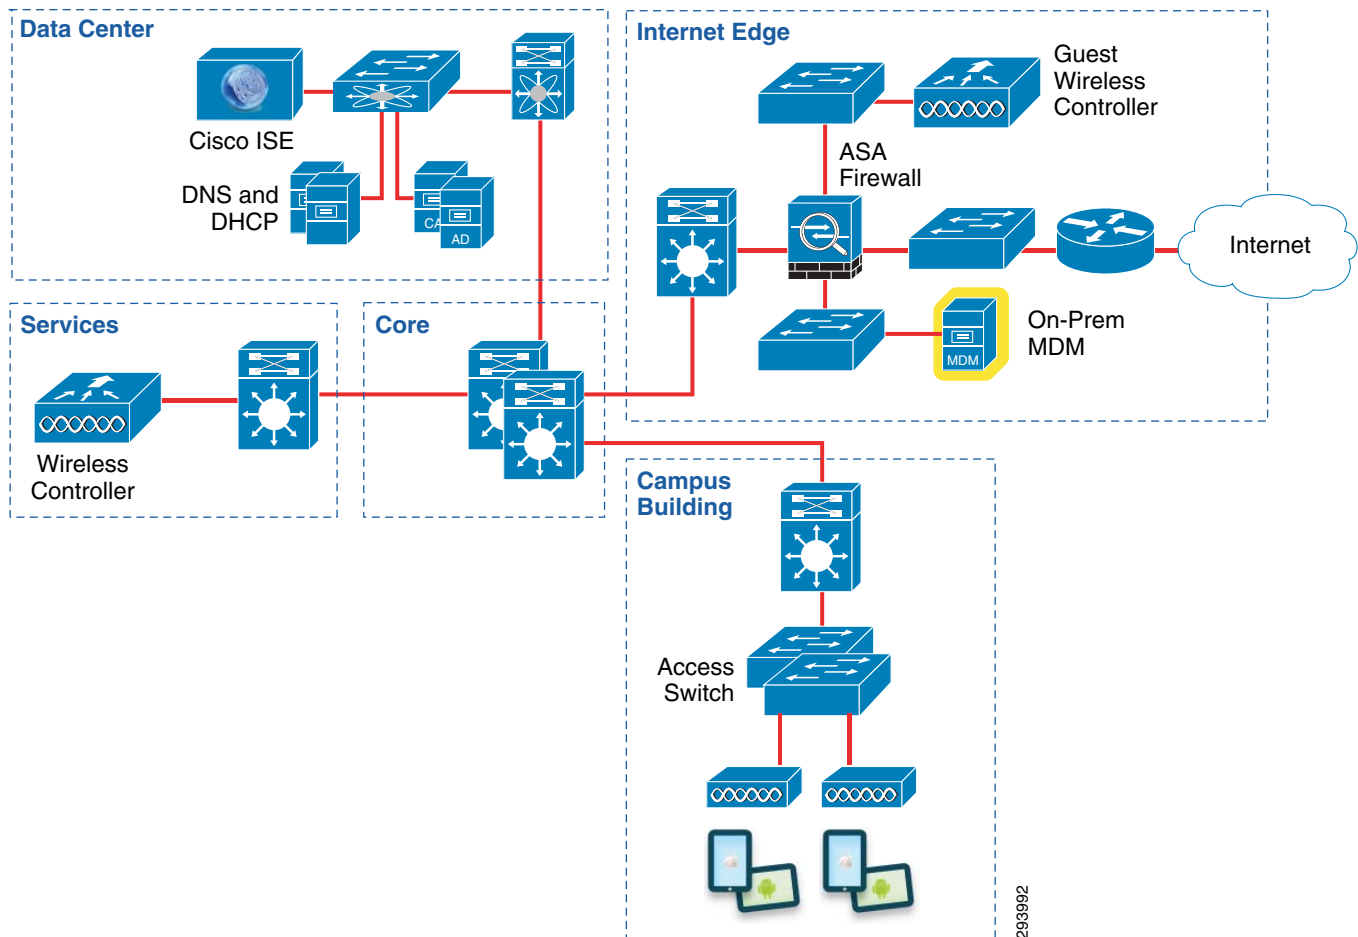 Data Center
Cisco ISE
DNS and
DHCP
CA
AD
Internet Edge
Guest
Wireless
Controller
ASA
Firewall
Internet
On-Prem
MDM
MDM
Services
Wireless
Controller
Core
Campus
Building
Access
Switch
293992